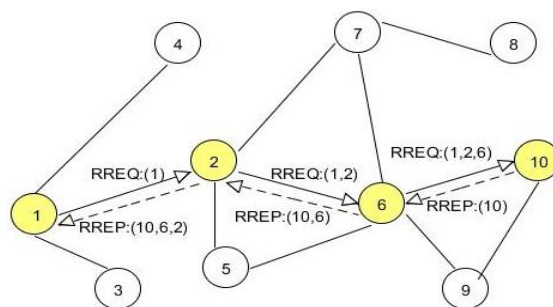 7
8
4
2
10
RREQ:(1,2,6)
RREQ:(1)
RREQ:(1,2)
6
1
RREP:(10,6)
RREP:(10)
RREP:(10,6,2)
5
3
9